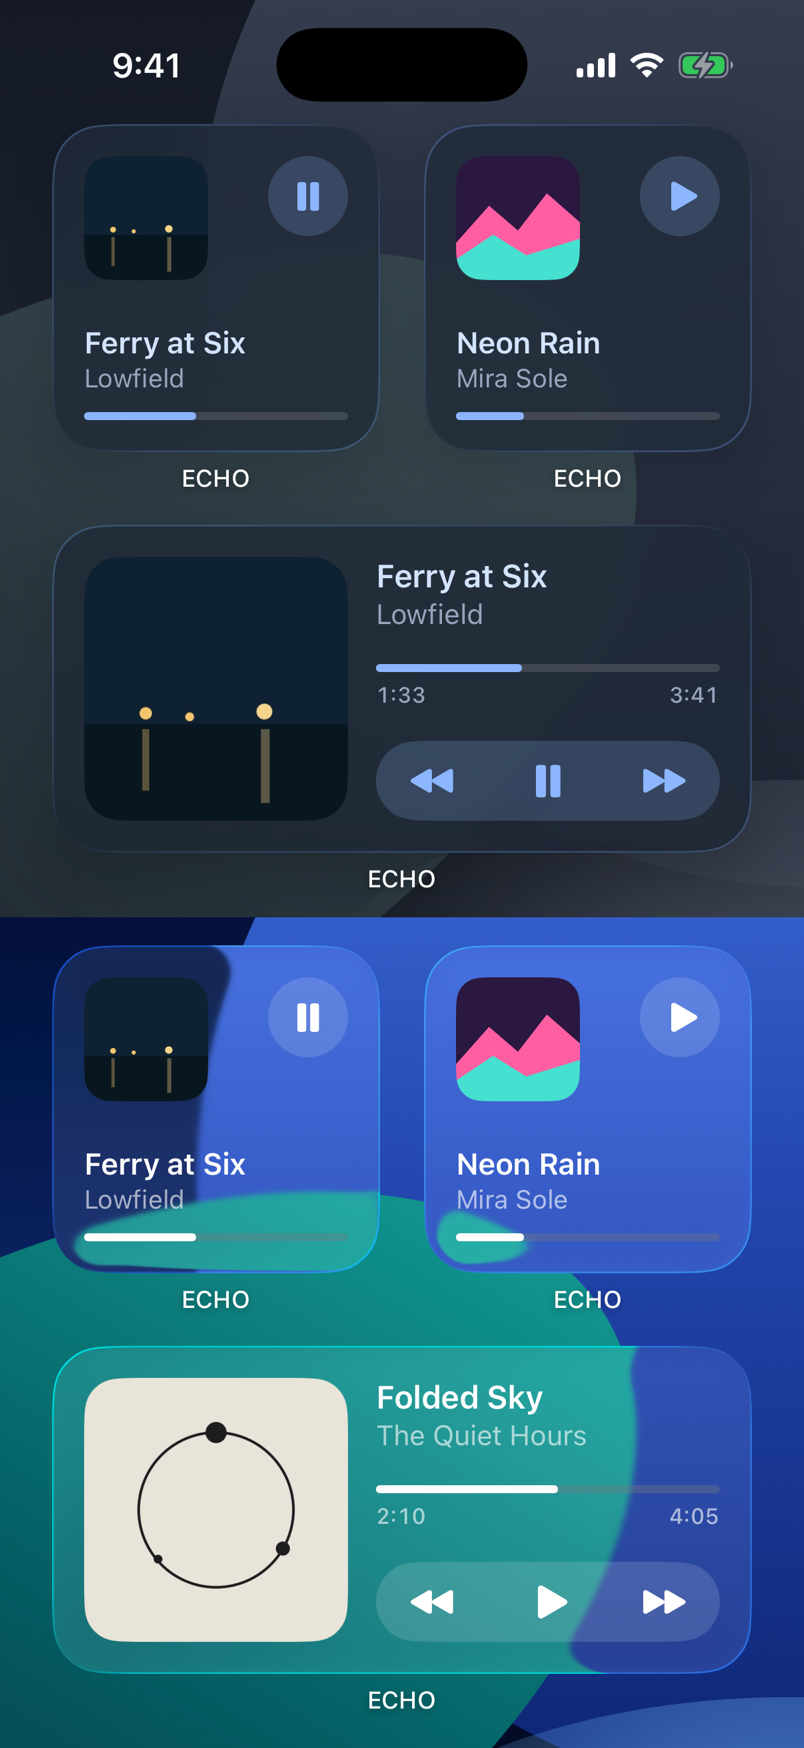 9:41
Ferry at Six
Lowfield
ECHO
Neon Rain
Mira Sole
ECHO
Ferry at Six
Lowfield
1:33 3:41
ECHO
Ferry at Six
Lowfield
ECHO
Neon Rain
Mira Sole
ECHO
Folded Sky
The Quiet Hours
2:10 4:05
ECHO